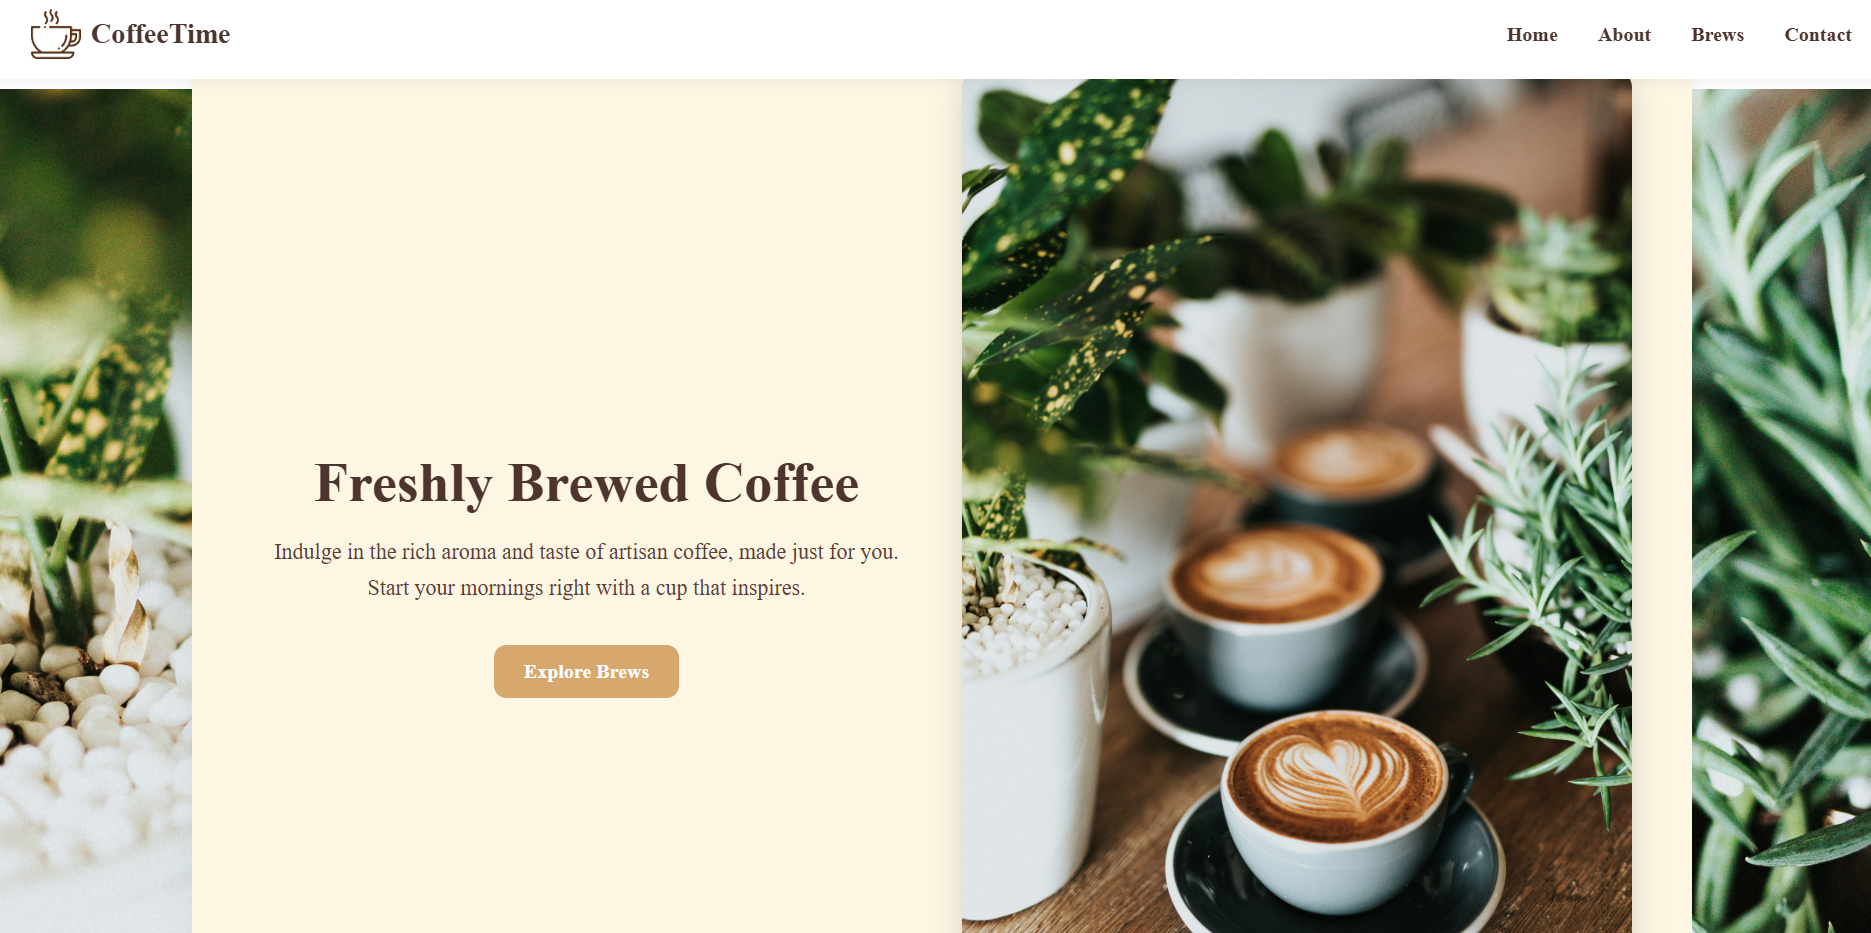 CoffeeTime
Home
About
Brews
Contact
Freshly Brewed Coffee
Indulge in the rich aroma and taste of artisan coffee, made just for you.
Start your mornings right with a cup that inspires.
Explore Brews